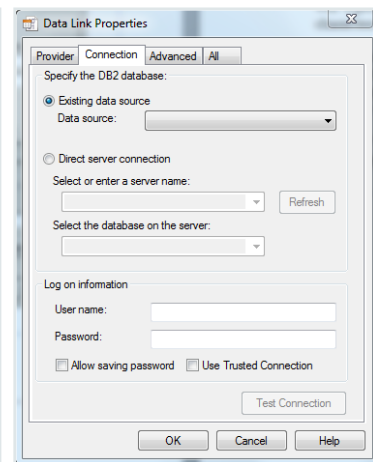 Data Link Properties
Provider Connection Advanced All
Specify the DB2 database:
Existing data source
Data source:
Direct server connection
Select or enter a server name:
Refresh
Select the database on the server:
Log on information
User name:
Password:
Allow saving password Use Trusted Connection
Test Connection
OK Cancel Help